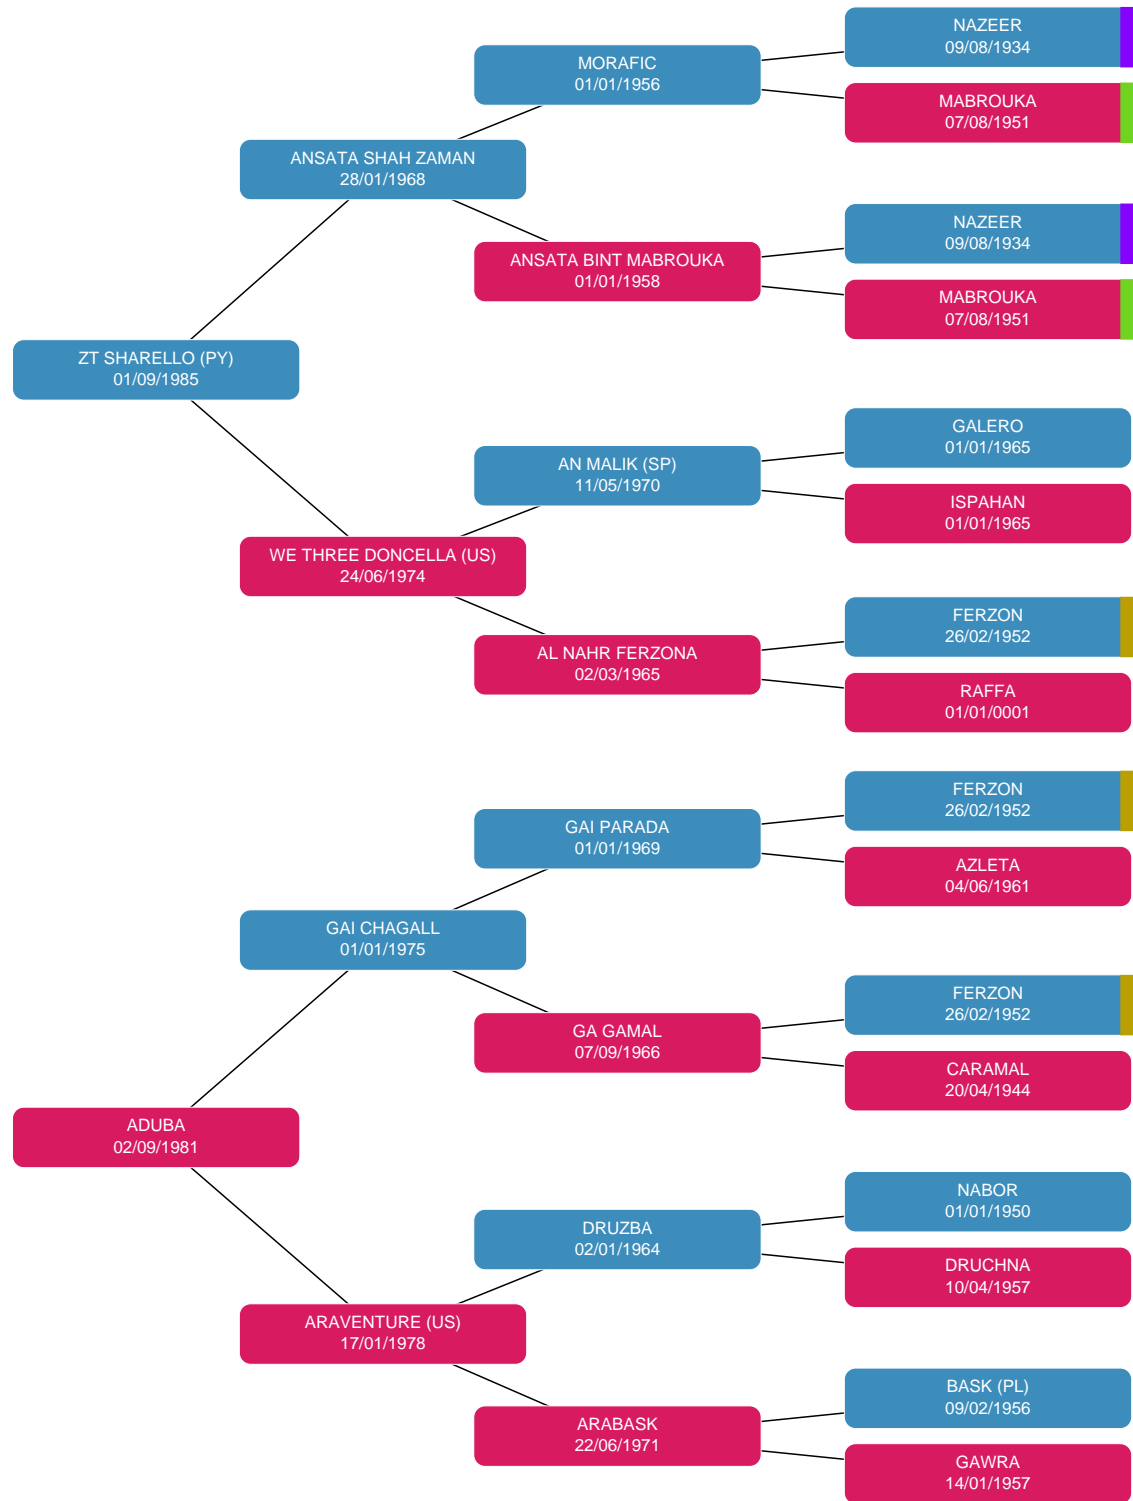 NAZEER
09/08/1934
MORAFIC
01/01/1956
MABROUKA
07/08/1951
ANSATA SHAH ZAMAN
28/01/1968
NAZEER
09/08/1934
ANSATA BINT MABROUKA
01/01/1958
MABROUKA
07/08/1951
ZT SHARELLO (PY)
01/09/1985
GALERO
01/01/1965
AN MALIK (SP)
11/05/1970
ISPAHAN
01/01/1965
WE THREE DONCELLA (US)
24/06/1974
FERZON
26/02/1952
AL NAHR FERZONA
02/03/1965
RAFFA
01/01/0001
FERZON
26/02/1952
GAI PARADA
01/01/1969
AZLETA
04/06/1961
GAI CHAGALL
01/01/1975
FERZON
26/02/1952
GA GAMAL
07/09/1966
CARAMAL
20/04/1944
ADUBA
02/09/1981
NABOR
01/01/1950
DRUZBA
02/01/1964
DRUCHNA
10/04/1957
ARAVENTURE (US)
17/01/1978
BASK (PL)
09/02/1956
ARABASK
22/06/1971
GAWRA
14/01/1957